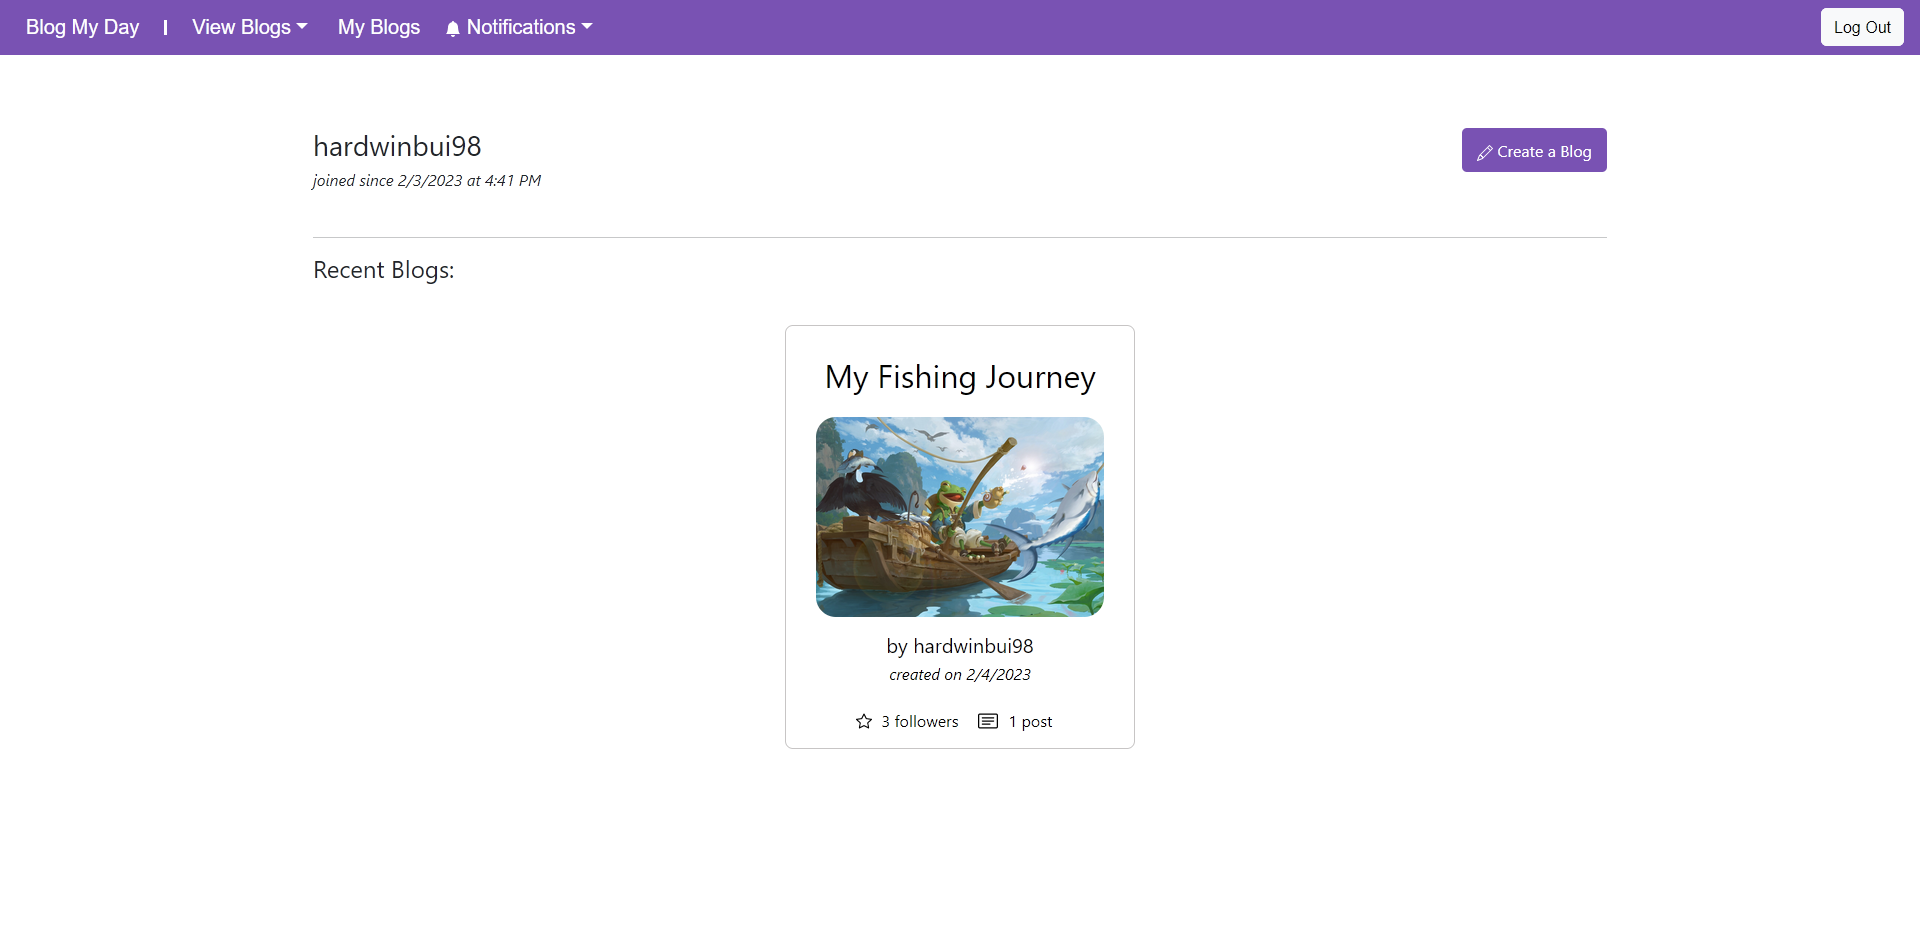 Blog My Day | View Blogs My Blogs Notifications Log Out
hardwinbui98
Create a Blog
joined since 2/3/2023 at 4:41 PM
Recent Blogs:
My Fishing Journey
by hardwinbui98
created on 2/4/2023
3 followers 1 post